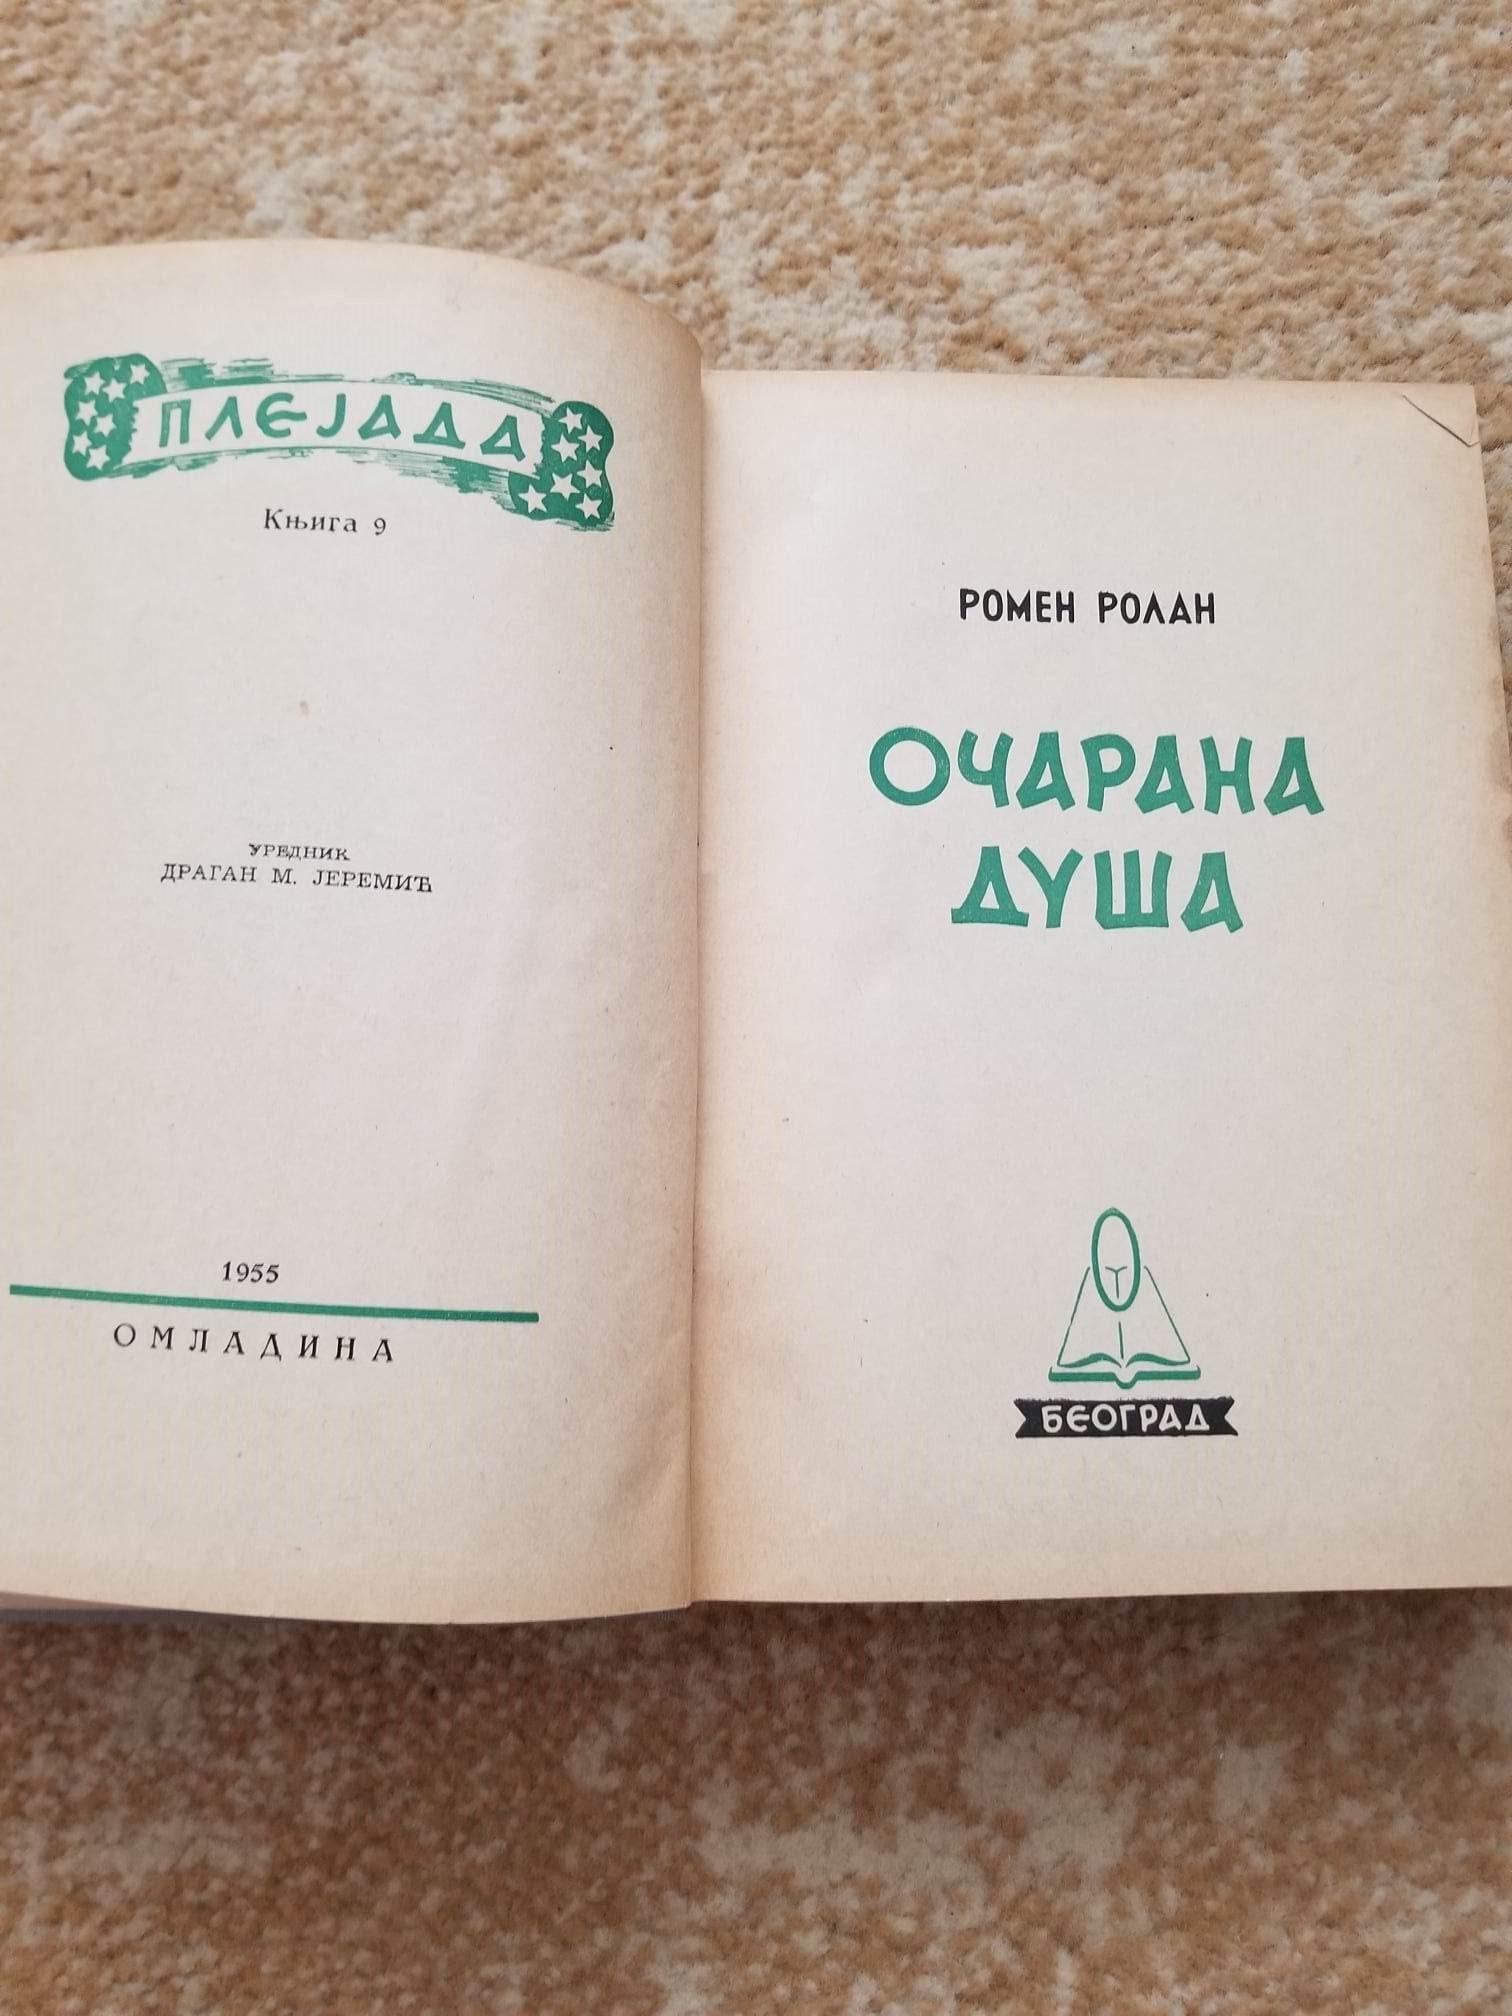 ПЛЕЈАДА
Књига 9
УРЕДНИК
ДРАГАН М. ЈЕРЕМИЋ
1955
ОМЛАДИНА
РОМЕН РОЛАН
ОЧАРАНА
ДУША
БЕОГРАД